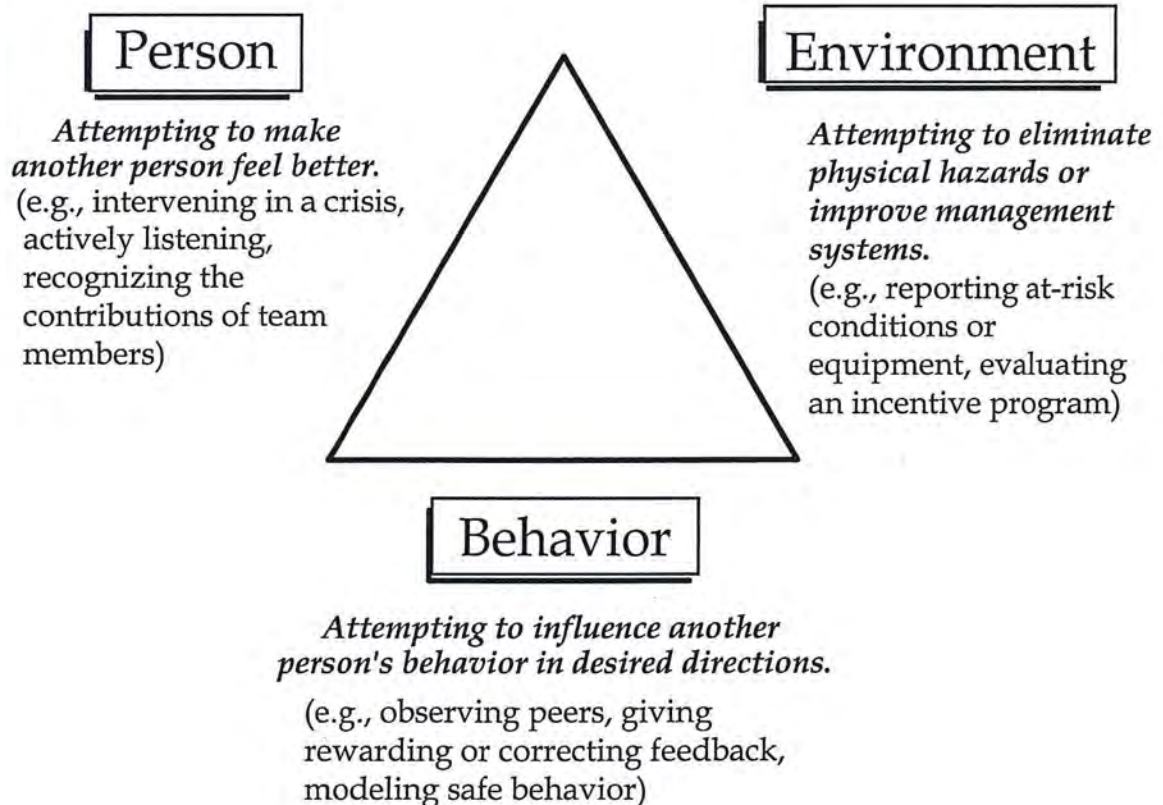 Person
Attempting to make
another person feel better.
(e.g., intervening in a crisis,
actively listening,
recognizing the
contributions of team
members)
Environment
Attempting to eliminate
physical hazards or
improve management
systems.
(e.g., reporting at-risk
conditions or
equipment, evaluating
an incentive program)
Behavior
Attempting to influence another
person's behavior in desired directions.
(e.g., observing peers, giving
rewarding or correcting feedback,
modeling safe behavior)